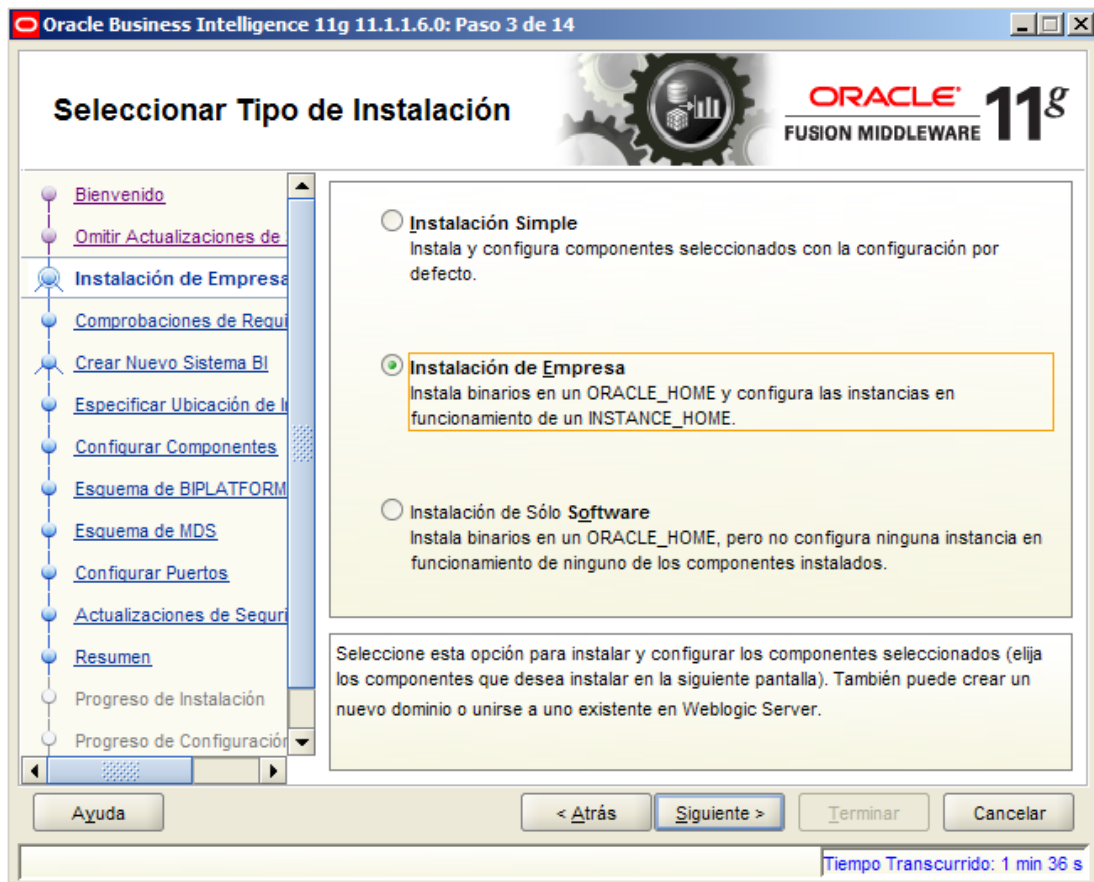 Oracle Business Intelligence 11g 11.1.1.6.0: Paso 3 de 14
Seleccionar Tipo de Instalación
ORACLE
FUSION MIDDLEWARE
11g
Bienvenido
Omitir Actualizaciones de
Instalación de Empresa
Comprobaciones de Requi
Crear Nuevo Sistema BI
Especificar Ubicación de I
Configurar Componentes
Esquema de BIPLATFORM
Esquema de MDS
Configurar Puertos
Actualizaciones de Seguri
Resumen
Progreso de Instalación
Progreso de Configuración
Instalación Simple
Instala y configura componentes seleccionados con la configuración por
defecto.
Instalación de Empresa
Instala binarios en un ORACLE_HOME y configura las instancias en
funcionamiento de un INSTANCE_HOME.
Instalación de Sólo Software
Instala binarios en un ORACLE_HOME, pero no configura ninguna instancia en
funcionamiento de ninguno de los componentes instalados.
Seleccione esta opción para instalar y configurar los componentes seleccionados (elija
los componentes que desea instalar en la siguiente pantalla). También puede crear un
nuevo dominio o unirse a uno existente en Weblogic Server.
Ayuda
< Atrás
Siguiente >
Terminar
Cancelar
Tiempo Transcurrido: 1 min 36 s